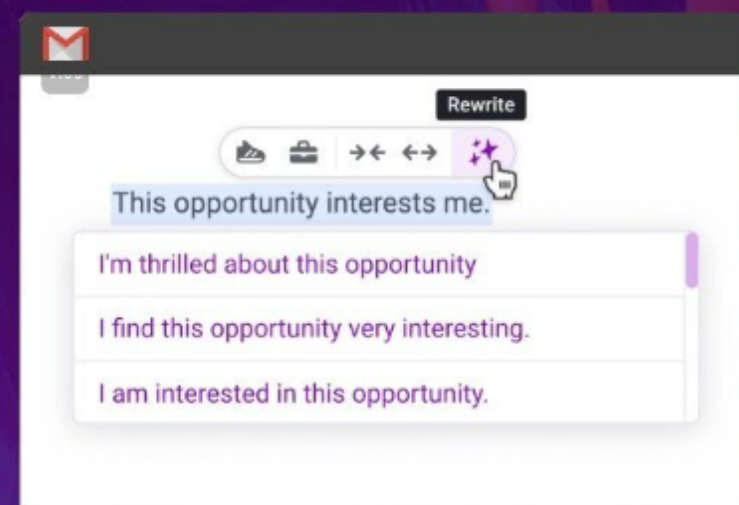 Rewrite
This opportunity interests me.
I'm thrilled about this opportunity
I find this opportunity very interesting.
I am interested in this opportunity.